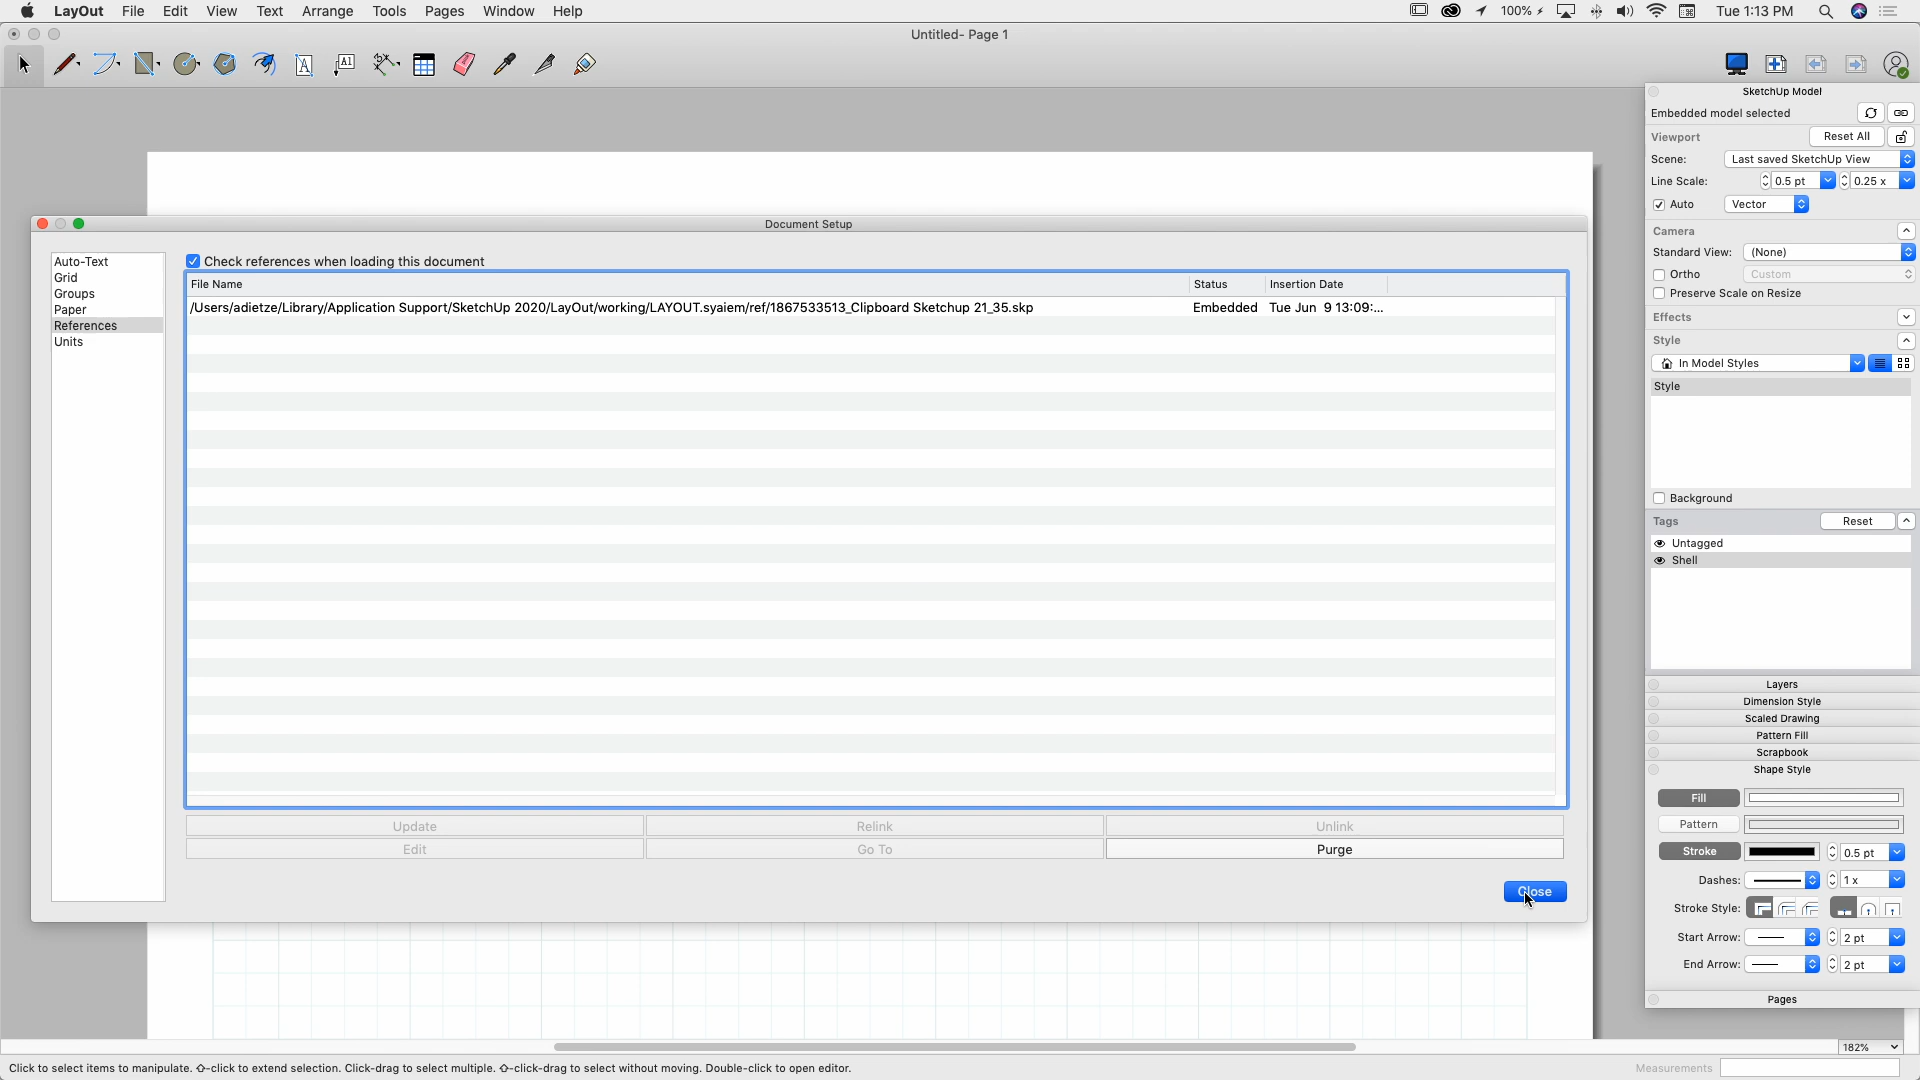 LayOut File Edit View Text Arrange Tools Pages Window Help 100% Tue 1:13 PM
Untitled- Page 1
A
A1
SketchUp Model
Embedded model selected
Viewport Reset All
Scene: Last saved SketchUp View
Line Scale: 0.5 pt 0.25 x
Auto Vector
Camera
Standard View: (None)
Ortho Custom
Preserve Scale on Resize
Effects
Style
In Model Styles
Style
Background
Tags Reset
Untagged
Shell
Layers
Dimension Style
Scaled Drawing
Pattern Fill
Scrapbook
Shape Style
Fill
Pattern
Stroke 0.5 pt
Dashes: 1 x
Stroke Style:
Start Arrow: 2 pt
End Arrow: 2 pt
Pages
Document Setup
Auto-Text
Grid
Groups
Paper
References
Units
Check references when loading this document
File Name Status Insertion Date
/Users/adietze/Library/Application Support/SketchUp 2020/LayOut/working/LAYOUT.syaiem/ref/1867533513_Clipboard Sketchup 21_35.skp Embedded Tue Jun 9 13:09:...
Update Relink Unlink
Edit Go To Purge
Close
182%
Click to select items to manipulate. ⇧-click to extend selection. Click-drag to select multiple. ⇧-click-drag to select without moving. Double-click to open editor. Measurements